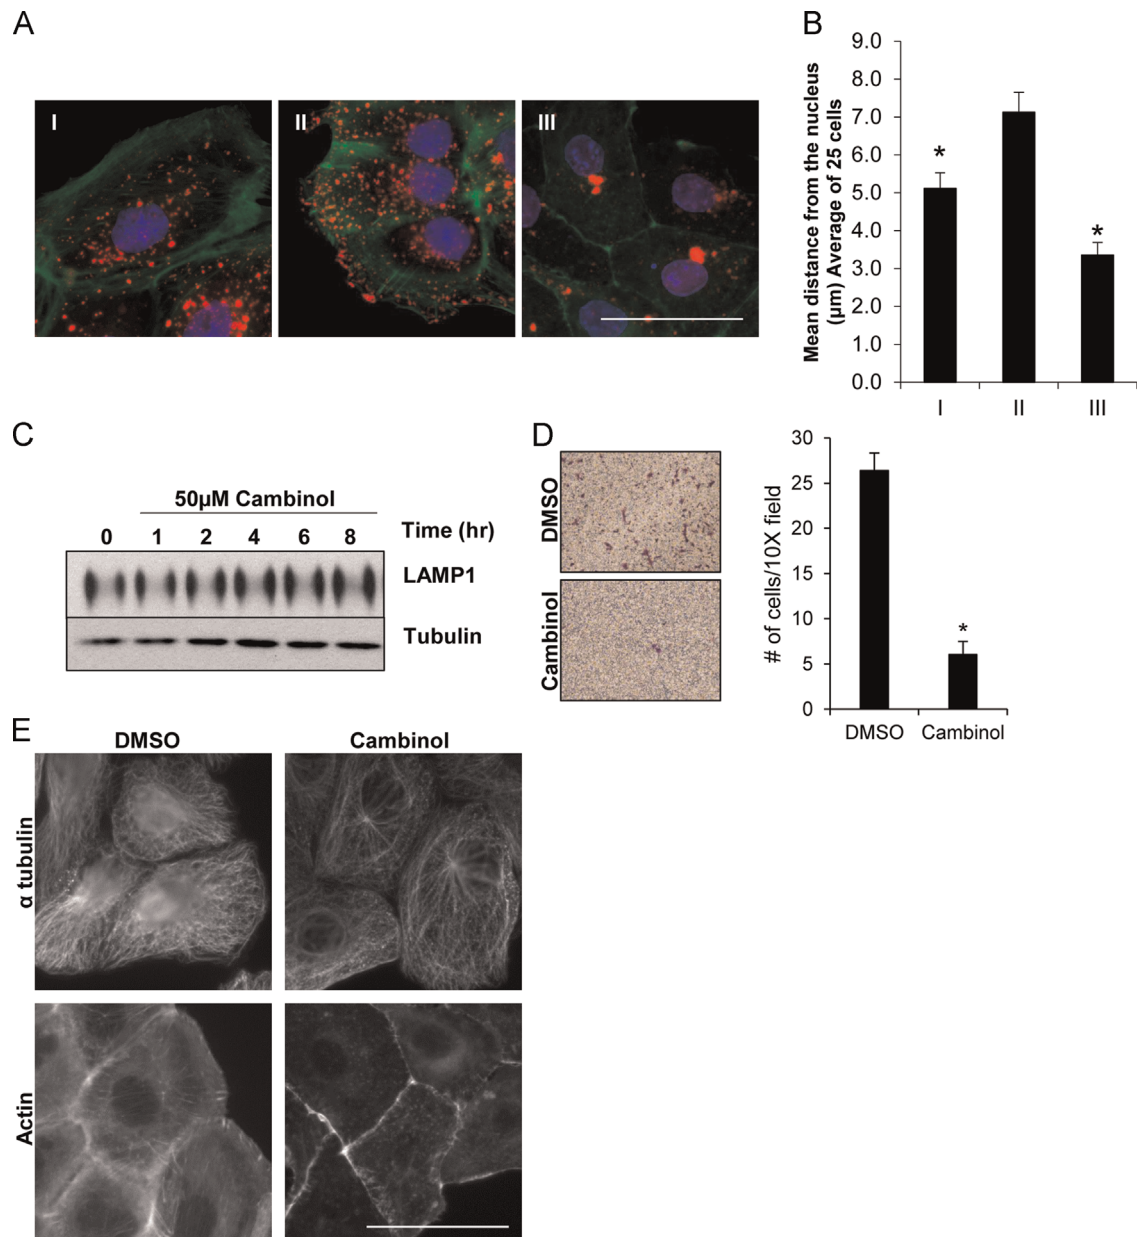 A
I
II
III
B
Mean distance from the nucleus
(µm) Average of 25 cells
9.0
8.0
7.0
6.0
5.0
4.0
3.0
2.0
1.0
0.0
*
*
I
II
III
C
50µM Cambinol
0 1 2 4 6 8
Time (hr)
LAMP1
Tubulin
D
DMSO
Cambinol
# of cells/10X field
30
25
20
15
10
5
0
*
DMSO
Cambinol
E
DMSO
Cambinol
α tubulin
Actin